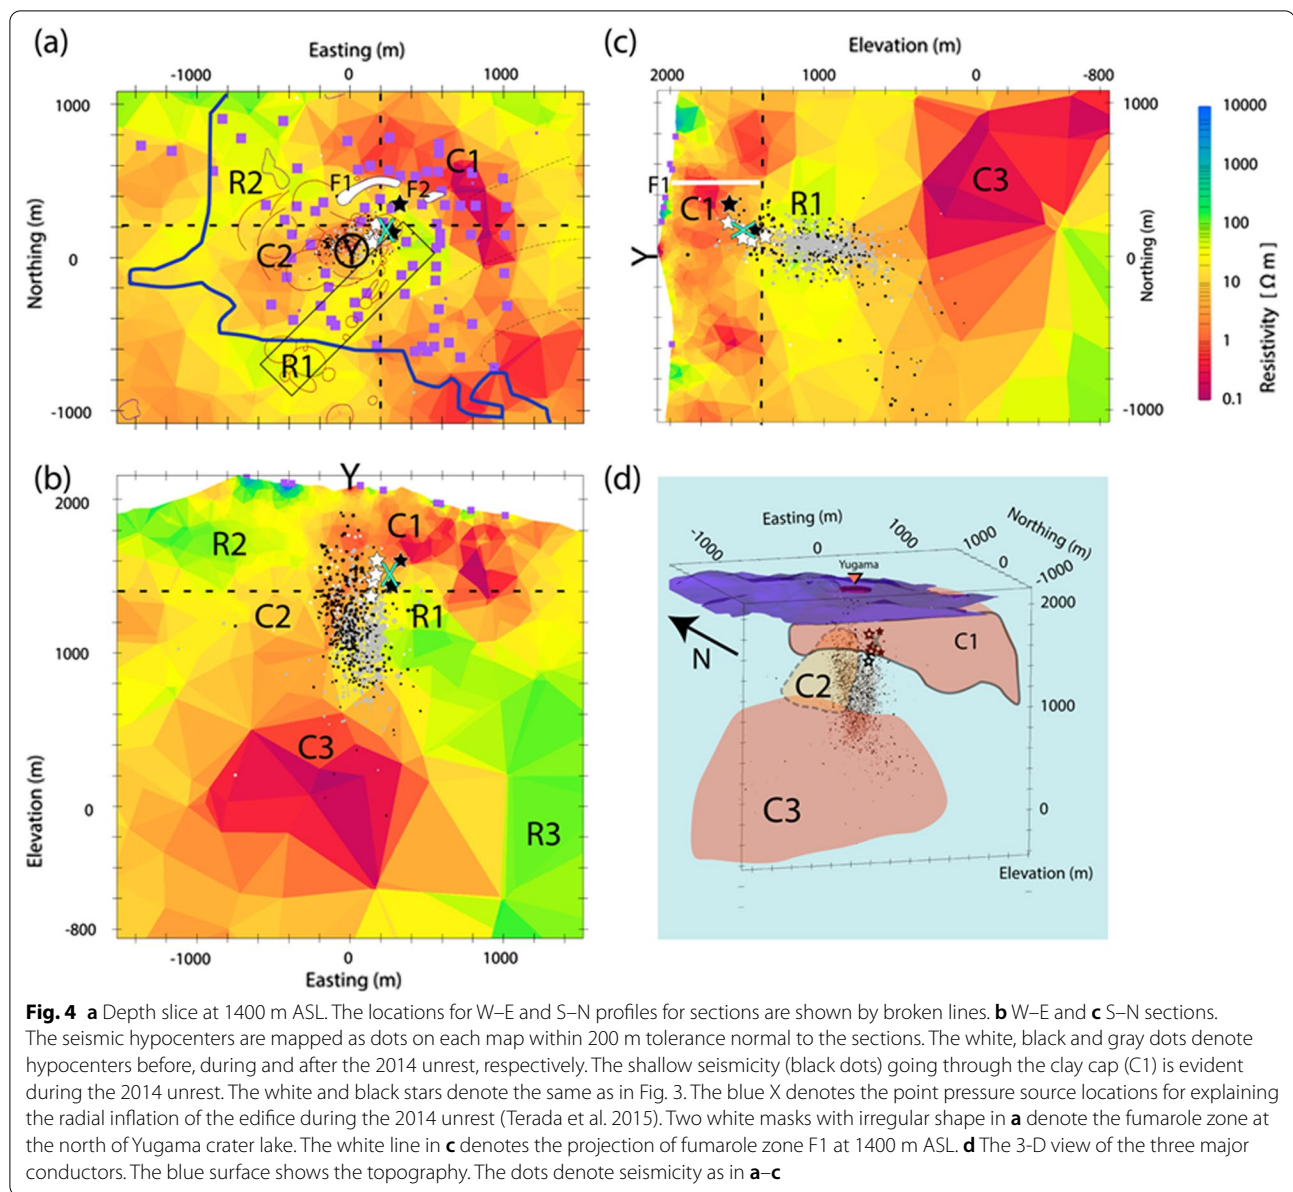 (a)
Easting (m)
-1000 0 1000
1000
0
-1000
Northing (m)
R2
F1
F2
C1
C2
Y
R1
(c)
Elevation (m)
2000 1000 0 -800
1000
0
-1000
Northing (m)
F1
C1
R1
C3
Y
10000
1000
100
10
1
0.1
Resistivity [Ω m]
(b)
Y
2000
1000
0
-800
Elevation (m)
R2
C1
C2
R1
C3
R3
-1000 0 1000
Easting (m)
(d)
Easting (m)
-1000 0 1000
Northing (m)
1000 0 -1000
Yugama
2000
1000
0
Elevation (m)
N
C1
C2
C3
Fig. 4 a Depth slice at 1400 m ASL. The locations for W–E and S–N profiles for sections are shown by broken lines. b W–E and c S–N sections.
The seismic hypocenters are mapped as dots on each map within 200 m tolerance normal to the sections. The white, black and gray dots denote
hypocenters before, during and after the 2014 unrest, respectively. The shallow seismicity (black dots) going through the clay cap (C1) is evident
during the 2014 unrest. The white and black stars denote the same as in Fig. 3. The blue X denotes the point pressure source locations for explaining
the radial inflation of the edifice during the 2014 unrest (Terada et al. 2015). Two white masks with irregular shape in a denote the fumarole zone at
the north of Yugama crater lake. The white line in c denotes the projection of fumarole zone F1 at 1400 m ASL. d The 3-D view of the three major
conductors. The blue surface shows the topography. The dots denote seismicity as in a–c